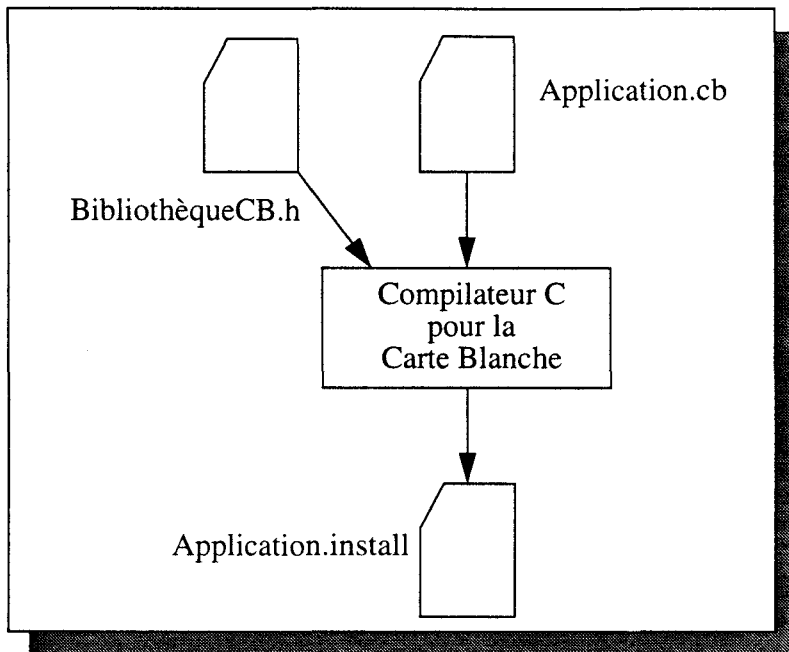 Application.cb
BibliothèqueCB.h
Compilateur C
pour la
Carte Blanche
Application.install